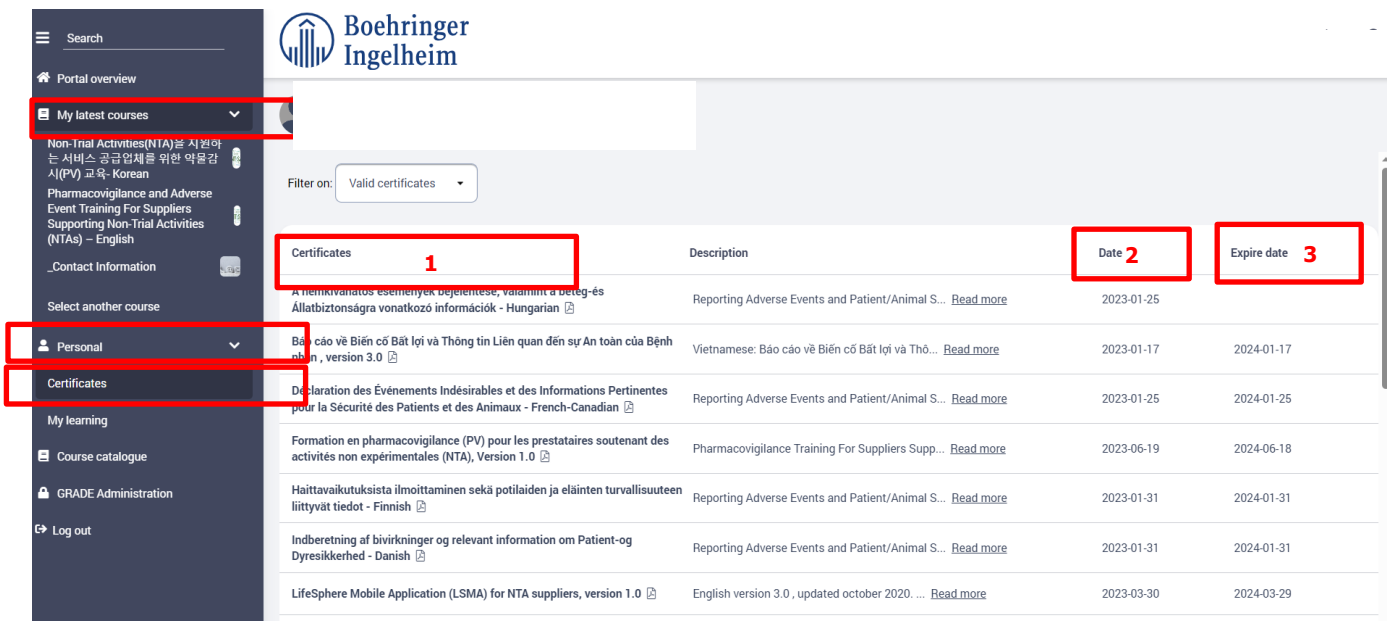 Search
Portal overview
My latest courses
Non-Trial Activities(NTA)을 지원하
는 서비스 공급업체를 위한 약물감
시(PV) 교육- Korean
Pharmacovigilance and Adverse
Event Training For Suppliers
Supporting Non-Trial Activities
(NTAs) – English
_Contact Information
Select another course
Personal
Certificates
My learning
Course catalogue
GRADE Administration
Log out
Boehringer
Ingelheim
Filter on: Valid certificates
Certificates 1 Description Date 2 Expire date 3
A nemkívánatos események bejelentése, valamint a beteg-és
Állatbiztonságra vonatkozó információk - Hungarian
Reporting Adverse Events and Patient/Animal S... Read more 2023-01-25
Báo cáo về Biến cố Bất lợi và Thông tin Liên quan đến sự An toàn của Bệnh
nhân , version 3.0
Vietnamese: Báo cáo về Biến cố Bất lợi và Thô... Read more 2023-01-17 2024-01-17
Déclaration des Événements Indésirables et des Informations Pertinentes
pour la Sécurité des Patients et des Animaux - French-Canadian
Reporting Adverse Events and Patient/Animal S... Read more 2023-01-25 2024-01-25
Formation en pharmacovigilance (PV) pour les prestataires soutenant des
activités non expérimentales (NTA), Version 1.0
Pharmacovigilance Training For Suppliers Supp... Read more 2023-06-19 2024-06-18
Haittavaikutuksista ilmoittaminen sekä potilaiden ja eläinten turvallisuuteen
liittyvät tiedot - Finnish
Reporting Adverse Events and Patient/Animal S... Read more 2023-01-31 2024-01-31
Indberetning af bivirkninger og relevant information om Patient-og
Dyresikkerhed - Danish
Reporting Adverse Events and Patient/Animal S... Read more 2023-01-31 2024-01-31
LifeSphere Mobile Application (LSMA) for NTA suppliers, version 1.0
English version 3.0 , updated october 2020. ... Read more 2023-03-30 2024-03-29